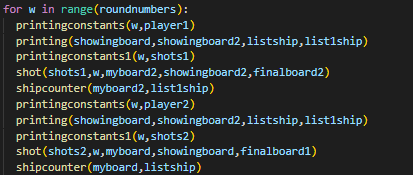 for w in range(roundnumbers):
printingconstants(w,player1)
printing(showingboard,showingboard2,listship,list1ship)
printingconstants1(w,shots1)
shot(shots1,w,myboard2,showingboard2,finalboard2)
shipcounter(myboard2,list1ship)
printingconstants(w,player2)
printing(showingboard,showingboard2,listship,list1ship)
printingconstants1(w,shots2)
shot(shots2,w,myboard,showingboard,finalboard1)
shipcounter(myboard,listship)